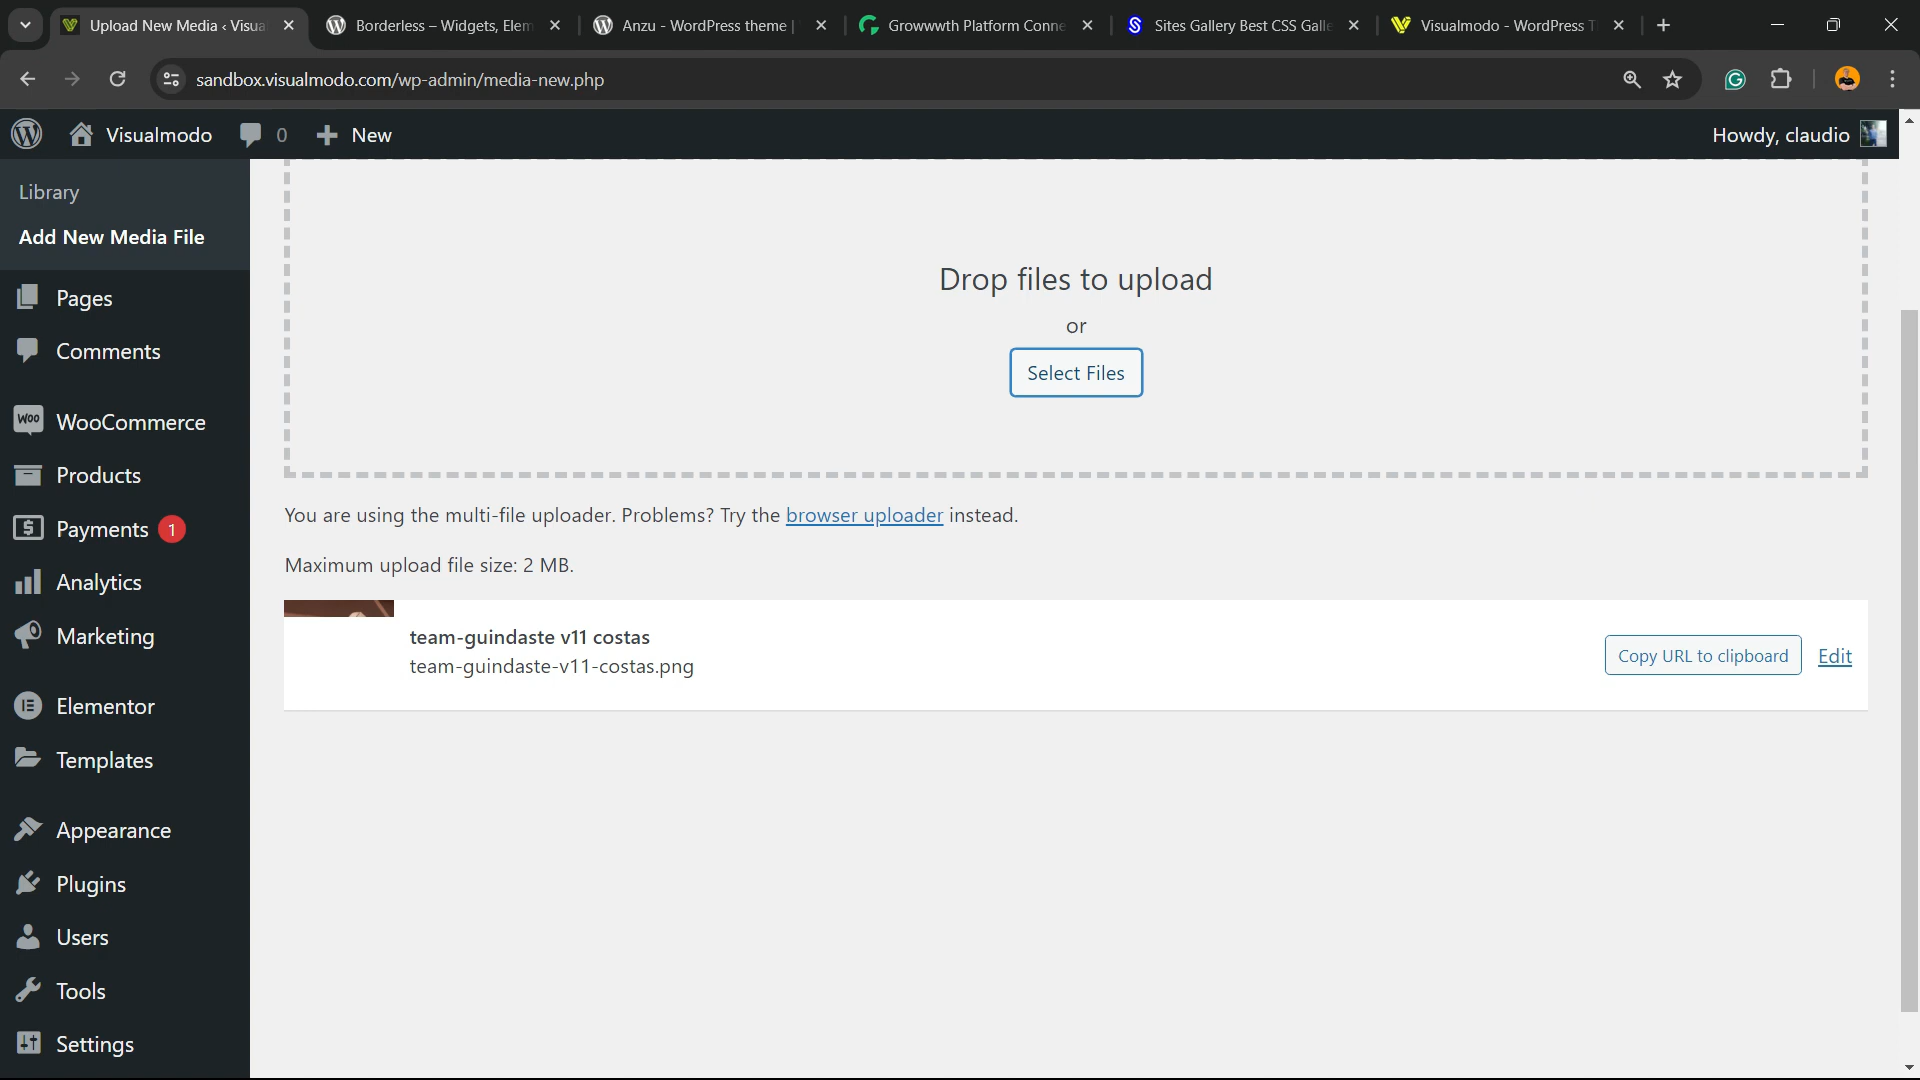 Upload New Media ‹ Visua
Borderless – Widgets, Elem
Anzu - WordPress theme |
Growwwth Platform Conne
Sites Gallery Best CSS Galle
Visualmodo - WordPress T
sandbox.visualmodo.com/wp-admin/media-new.php
Visualmodo
0
New
Howdy, claudio
Library
Add New Media File
Pages
Comments
WooCommerce
Products
Payments 1
Analytics
Marketing
Elementor
Templates
Appearance
Plugins
Users
Tools
Settings
Drop files to upload
or
Select Files
You are using the multi-file uploader. Problems? Try the browser uploader instead.
Maximum upload file size: 2 MB.
team-guindaste v11 costas
team-guindaste-v11-costas.png
Copy URL to clipboard
Edit